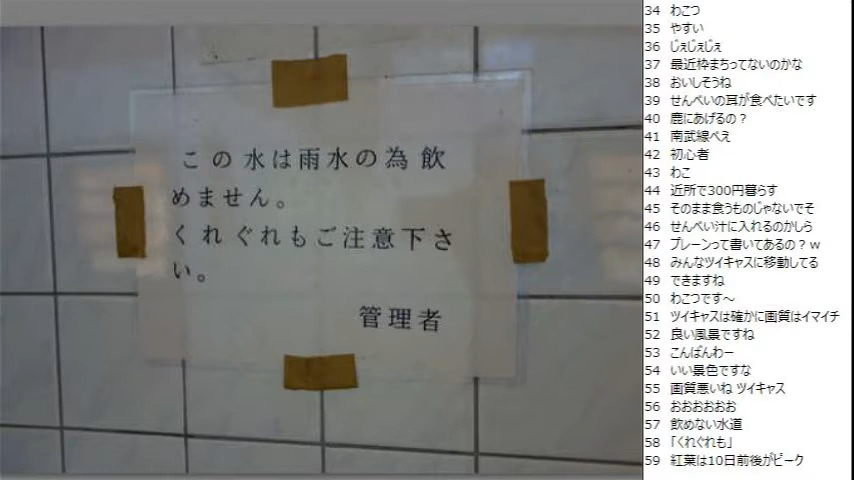 この水は雨水の為飲
めません。
くれぐれもご注意下さ
い。
管理者
34 わこつ
35 やすい
36 じぇじぇじぇ
37 最近枠まちってないのかな
38 おいしそうね
39 せんべいの耳が食べたいです
40 鹿にあげるの？
41 南武線べえ
42 初心者
43 わこ
44 近所で300円暮らす
45 そのまま食うものじゃないでそ
46 せんべい汁に入れるのかしら
47 プレーンって書いてあるの？ｗ
48 みんなツイキャスに移動してる
49 できますね
50 わこつです～
51 ツイキャスは確かに画質はイマイチ
52 良い風景ですね
53 こんばんわー
54 いい景色ですな
55 画質悪いね ツイキャス
56 おおおおおお
57 飲めない水道
58 「くれぐれも」
59 紅葉は10日前後がピーク